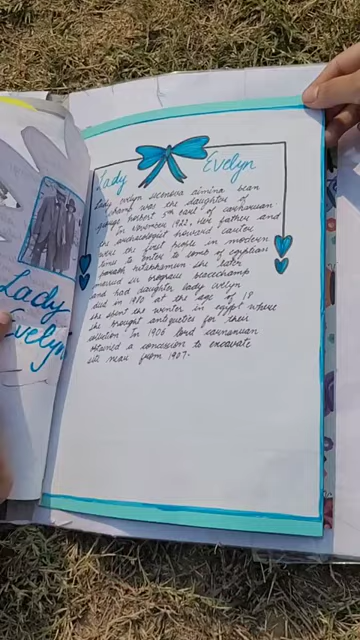 Lady Evelyn
Lady evelyn leonora almina bean
champ was the daughter of
george herbert 5th earl of carnarvan
In November 1922. her father and
the archaeologist howard carter
were the first people in modern
times to enter to tomb of egyptian
pharaoh tutankhamun she later
married sir brograve beacechamp
and had daughter lady evelyn
died in 1980 at the age of 78
she spent the winter in egypt where
she bought antiquities for their
collection In 1906 lord carnarvan
obtained a concession to excavate
site near from 1907.
Lady
Evelyn